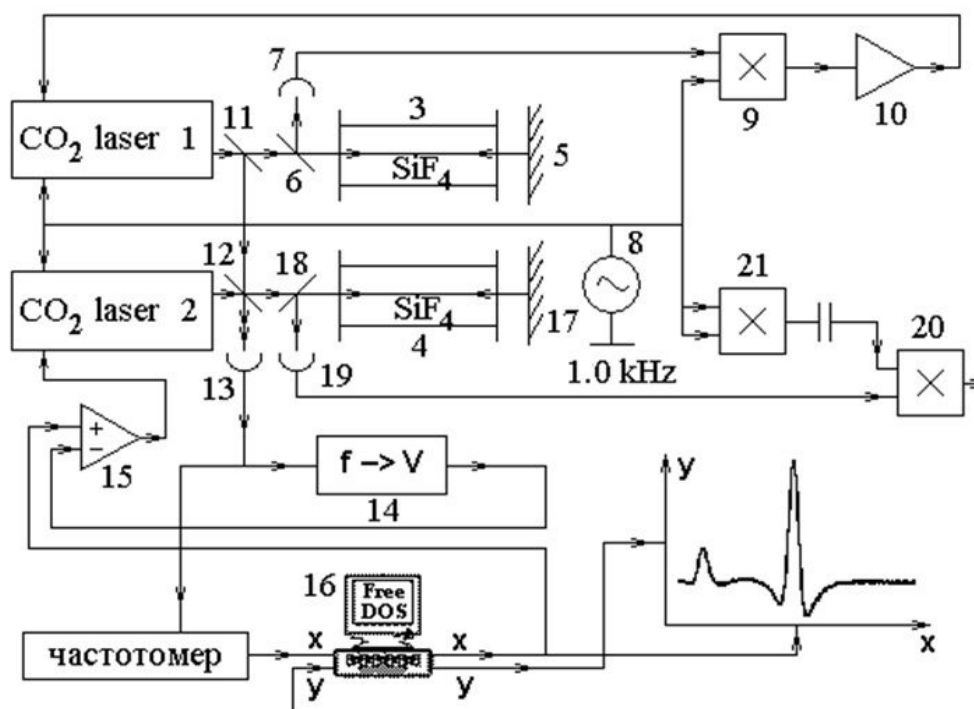 7
CO2 laser 1
11
3
6
SiF4
5
9
10
8
12
18
CO2 laser 2
SiF4
4
17
21
20
13
19
1.0 kHz
+
−
15
f –> V
14
y
16
Free
DOS
частотомер
x
x
y
y
x